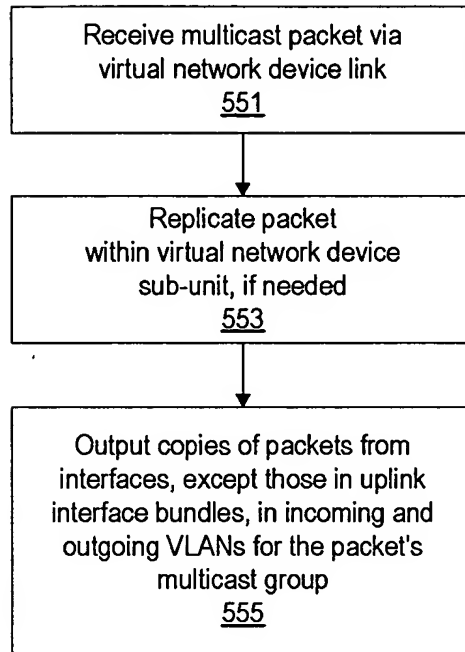 Receive multicast packet via
virtual network device link
551
Replicate packet
within virtual network device
sub-unit, if needed
553
Output copies of packets from
interfaces, except those in uplink
interface bundles, in incoming and
outgoing VLANs for the packet's
multicast group
555